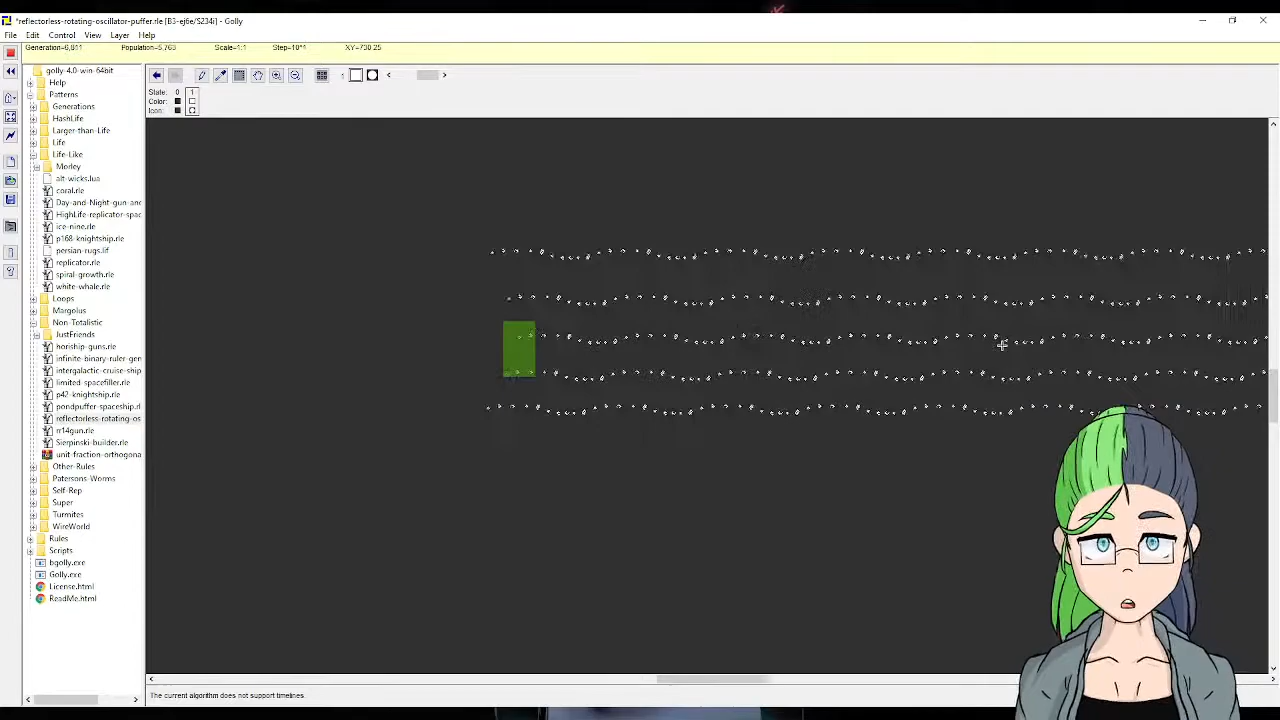 *reflectorless-rotating-oscillator-puffer.rle [B3-ej6e/S234i] - Golly
File Edit Control View Layer Help
Generation=6,811 Population=5,763 Scale=1:1 Step=10^1 XY=730 25
golly-4.0-win-64bit
Help
Patterns
Generations
HashLife
Larger-than-Life
Life
Life-Like
Morley
alt-wicks.lua
coral.rle
Day-and-Night-gun-and
HighLife-replicator-spac
ice-nine.rle
p168-knightship.rle
persian-rugs.lif
replicator.rle
spiral-growth.rle
white-whale.rle
Loops
Margolus
Non-Totalistic
JustFriends
horiship-guns.rle
infinite-binary-ruler-gen
intergalactic-cruise-ship
limited-spacefiller.rle
p42-knightship.rle
pondpuffer-spaceship.rl
reflectorless-rotating-os
rr14gun.rle
Sierpinski-builder.rle
unit-fraction-orthogona
Other-Rules
Patersons-Worms
Self-Rep
Super
Turmites
WireWorld
Rules
Scripts
bgolly.exe
Golly.exe
License.html
ReadMe.html
State: 0 1
Color:
Icon:
The current algorithm does not support timelines.